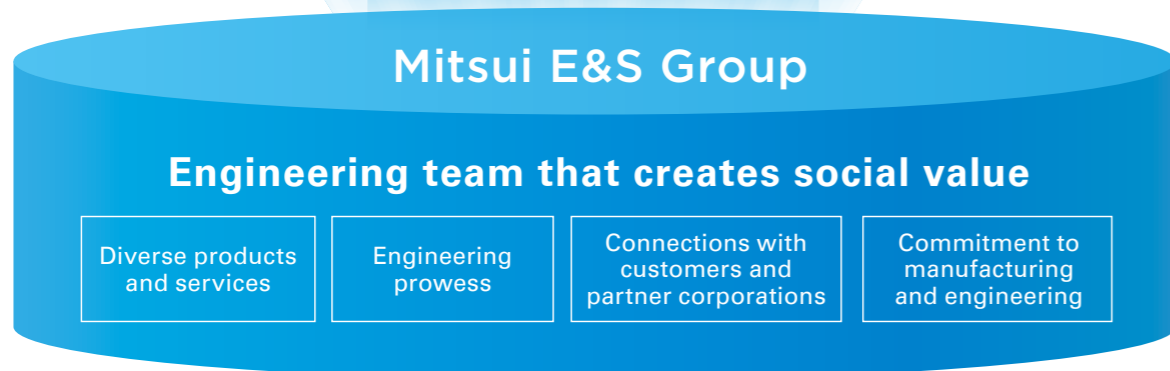 Mitsui E&S Group
Engineering team that creates social value
Diverse products
and services
Engineering
prowess
Connections with
customers and
partner corporations
Commitment to
manufacturing
and engineering